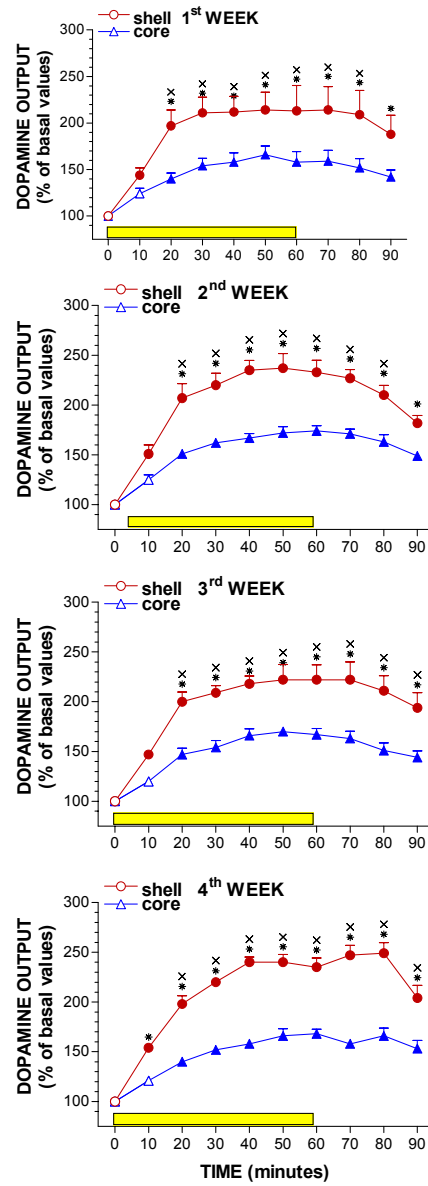 shell 1st WEEK
core
DOPAMINE OUTPUT
(% of basal values)
300
250
200
150
100
× × × × × × ×
* * * * * * * *
0 10 20 30 40 50 60 70 80 90
shell 2nd WEEK
core
DOPAMINE OUTPUT
(% of basal values)
300
250
200
150
100
× × × × × × ×
* * * * * * * *
0 10 20 30 40 50 60 70 80 90
shell 3rd WEEK
core
DOPAMINE OUTPUT
(% of basal values)
300
250
200
150
100
× × × × × × × ×
* * * * * * * *
0 10 20 30 40 50 60 70 80 90
shell 4th WEEK
core
DOPAMINE OUTPUT
(% of basal values)
300
250
200
150
100
× × × × × × × ×
* * * * * * * * *
0 10 20 30 40 50 60 70 80 90
TIME (minutes)